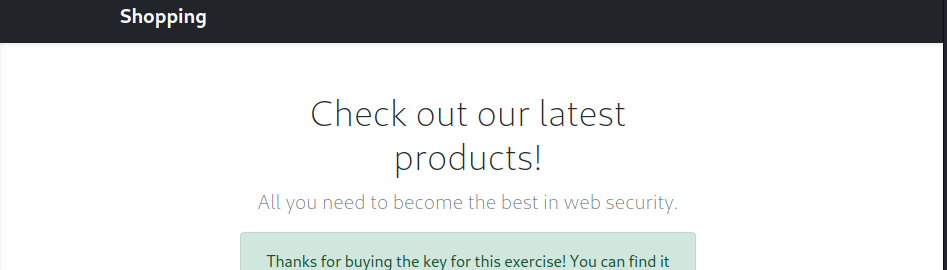 Shopping
Check out our latest
products!
All you need to become the best in web security.
Thanks for buying the key for this exercise! You can find it